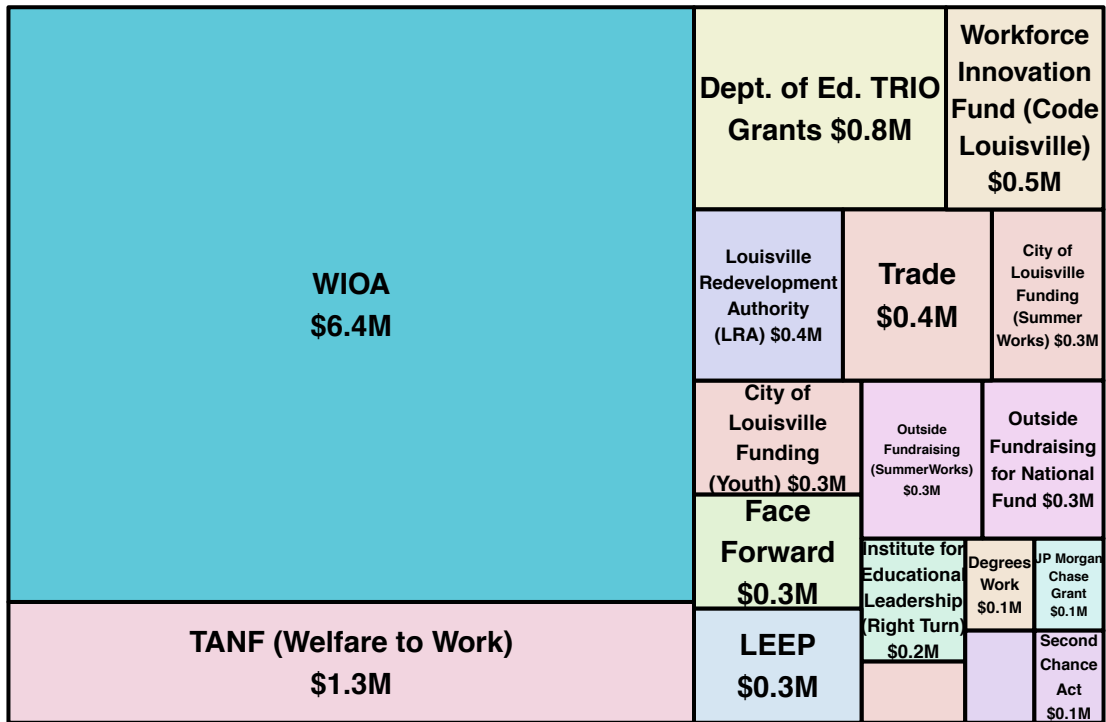 WIOA
$6.4M
TANF (Welfare to Work)
$1.3M
Dept. of Ed. TRIO
Grants $0.8M
Workforce
Innovation
Fund (Code
Louisville)
$0.5M
Louisville
Redevelopment
Authority
(LRA) $0.4M
Trade
$0.4M
City of
Louisville
Funding
(Summer
Works) $0.3M
City of
Louisville
Funding
(Youth) $0.3M
Face
Forward
$0.3M
LEEP
$0.3M
Outside
Fundraising
(SummerWorks)
$0.3M
Outside
Fundraising
for National
Fund $0.3M
Institute for
Educational
Leadership
(Right Turn)
$0.2M
Degrees
Work
$0.1M
JP Morgan
Chase
Grant
$0.1M
Second
Chance
Act
$0.1M